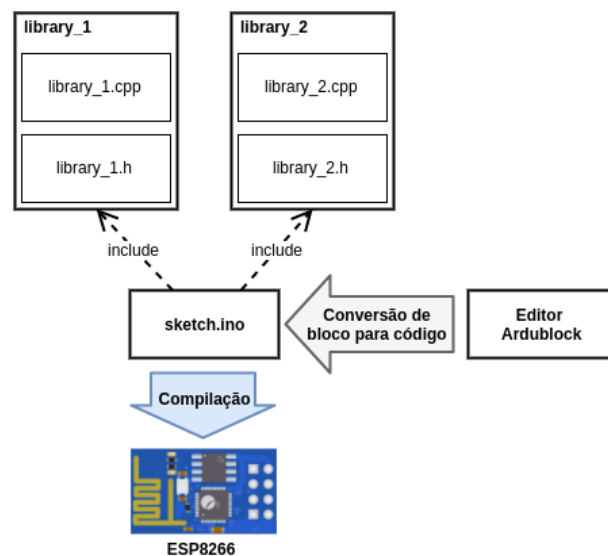 library_1
library_2
library_1.cpp
library_2.cpp
library_1.h
library_2.h
include
include
sketch.ino
Conversão de
bloco para código
Editor
Ardublock
Compilação
ESP8266